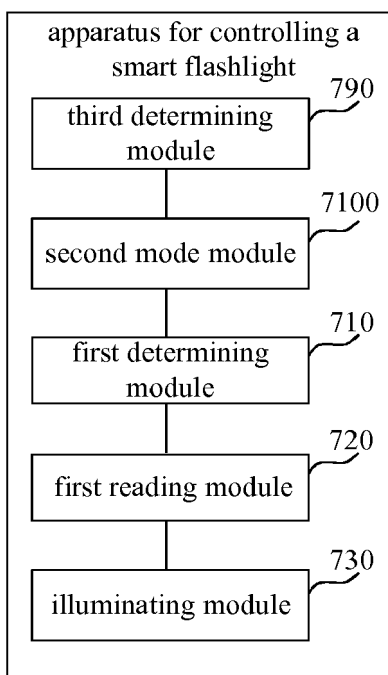 apparatus for controlling a
smart flashlight
790
third determining
module
7100
second mode module
710
first determining
module
720
first reading module
730
illuminating module